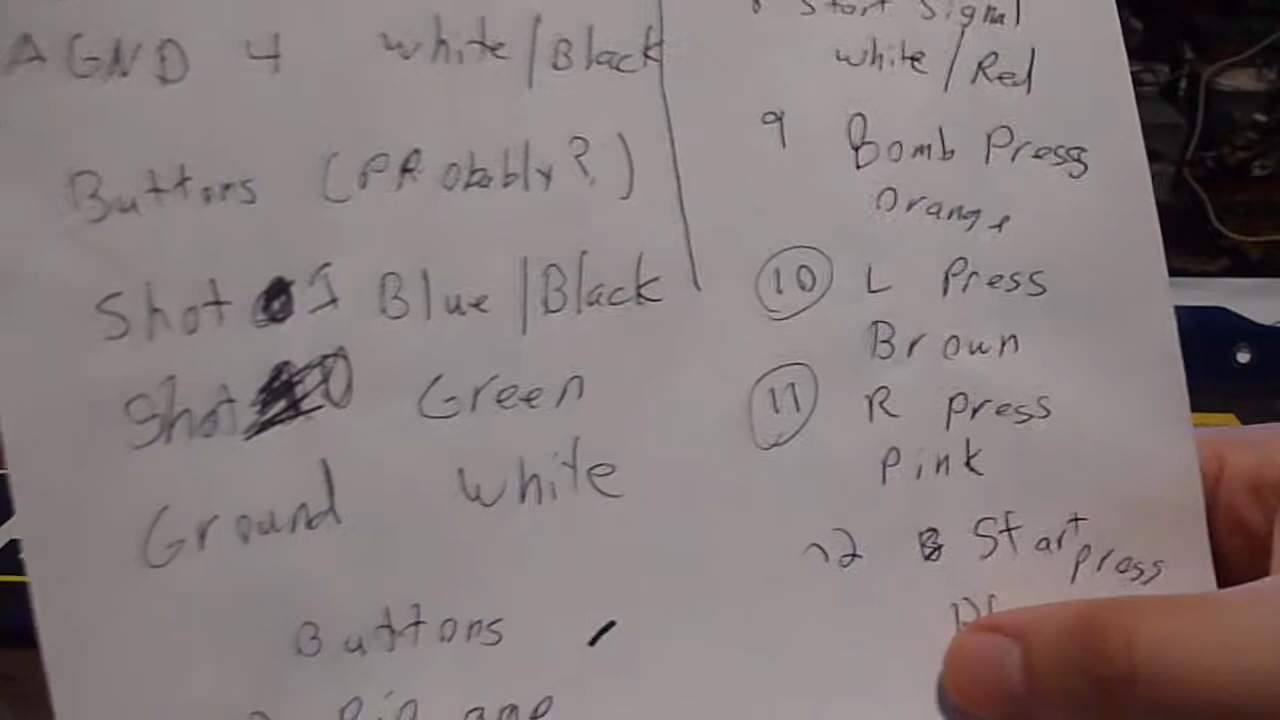 AGND 4 White/Black
Buttons (PRobably?)
Shot 1 Blue/Black
Shot 0 Green
Ground White
Buttons
Start Signal
White/Red
9 Bomb Press
Orange
10 L Press
Brown
11 R press
Pink
12 Start press